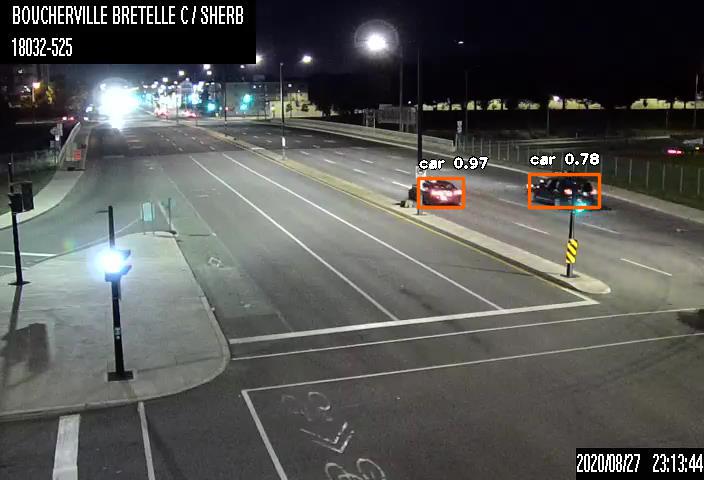 BOUCHERVILLE BRETELLE C / SHERB
18032-525
car 0.97
car 0.78
2020/08/27 23:13:44